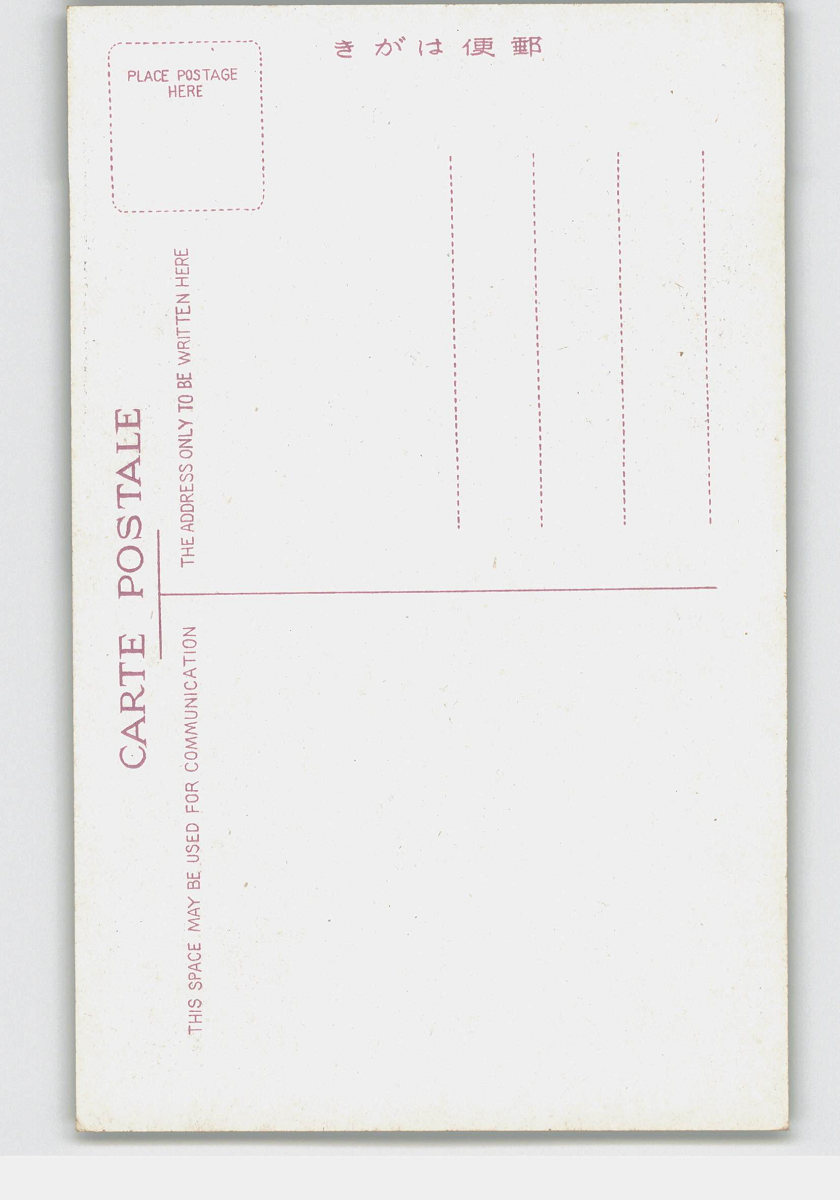 きがは便郵
PLACE POSTAGE
HERE
CARTE POSTALE
THE ADDRESS ONLY TO BE WRITTEN HERE
THIS SPACE MAY BE USED FOR COMMUNICATION